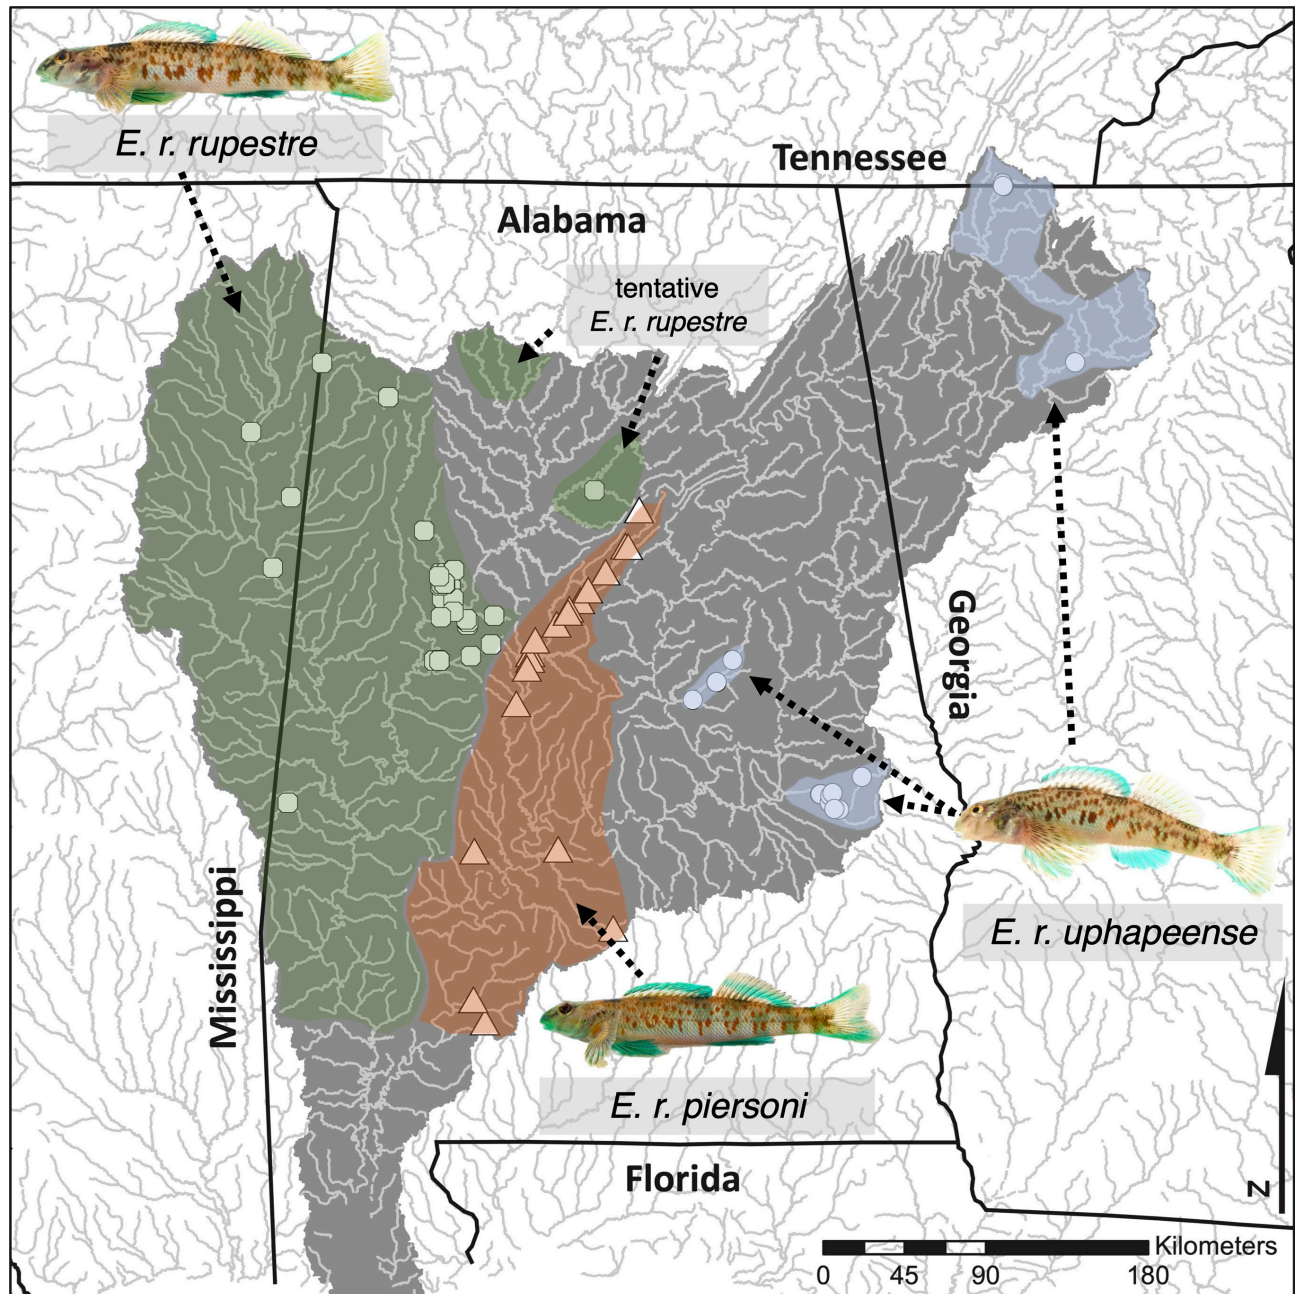 E. r. rupestre
Tennessee
Alabama
tentative
E. r. rupestre
Georgia
E. r. uphapeense
Mississippi
E. r. piersoni
Florida
N
Kilometers
0 45 90 180